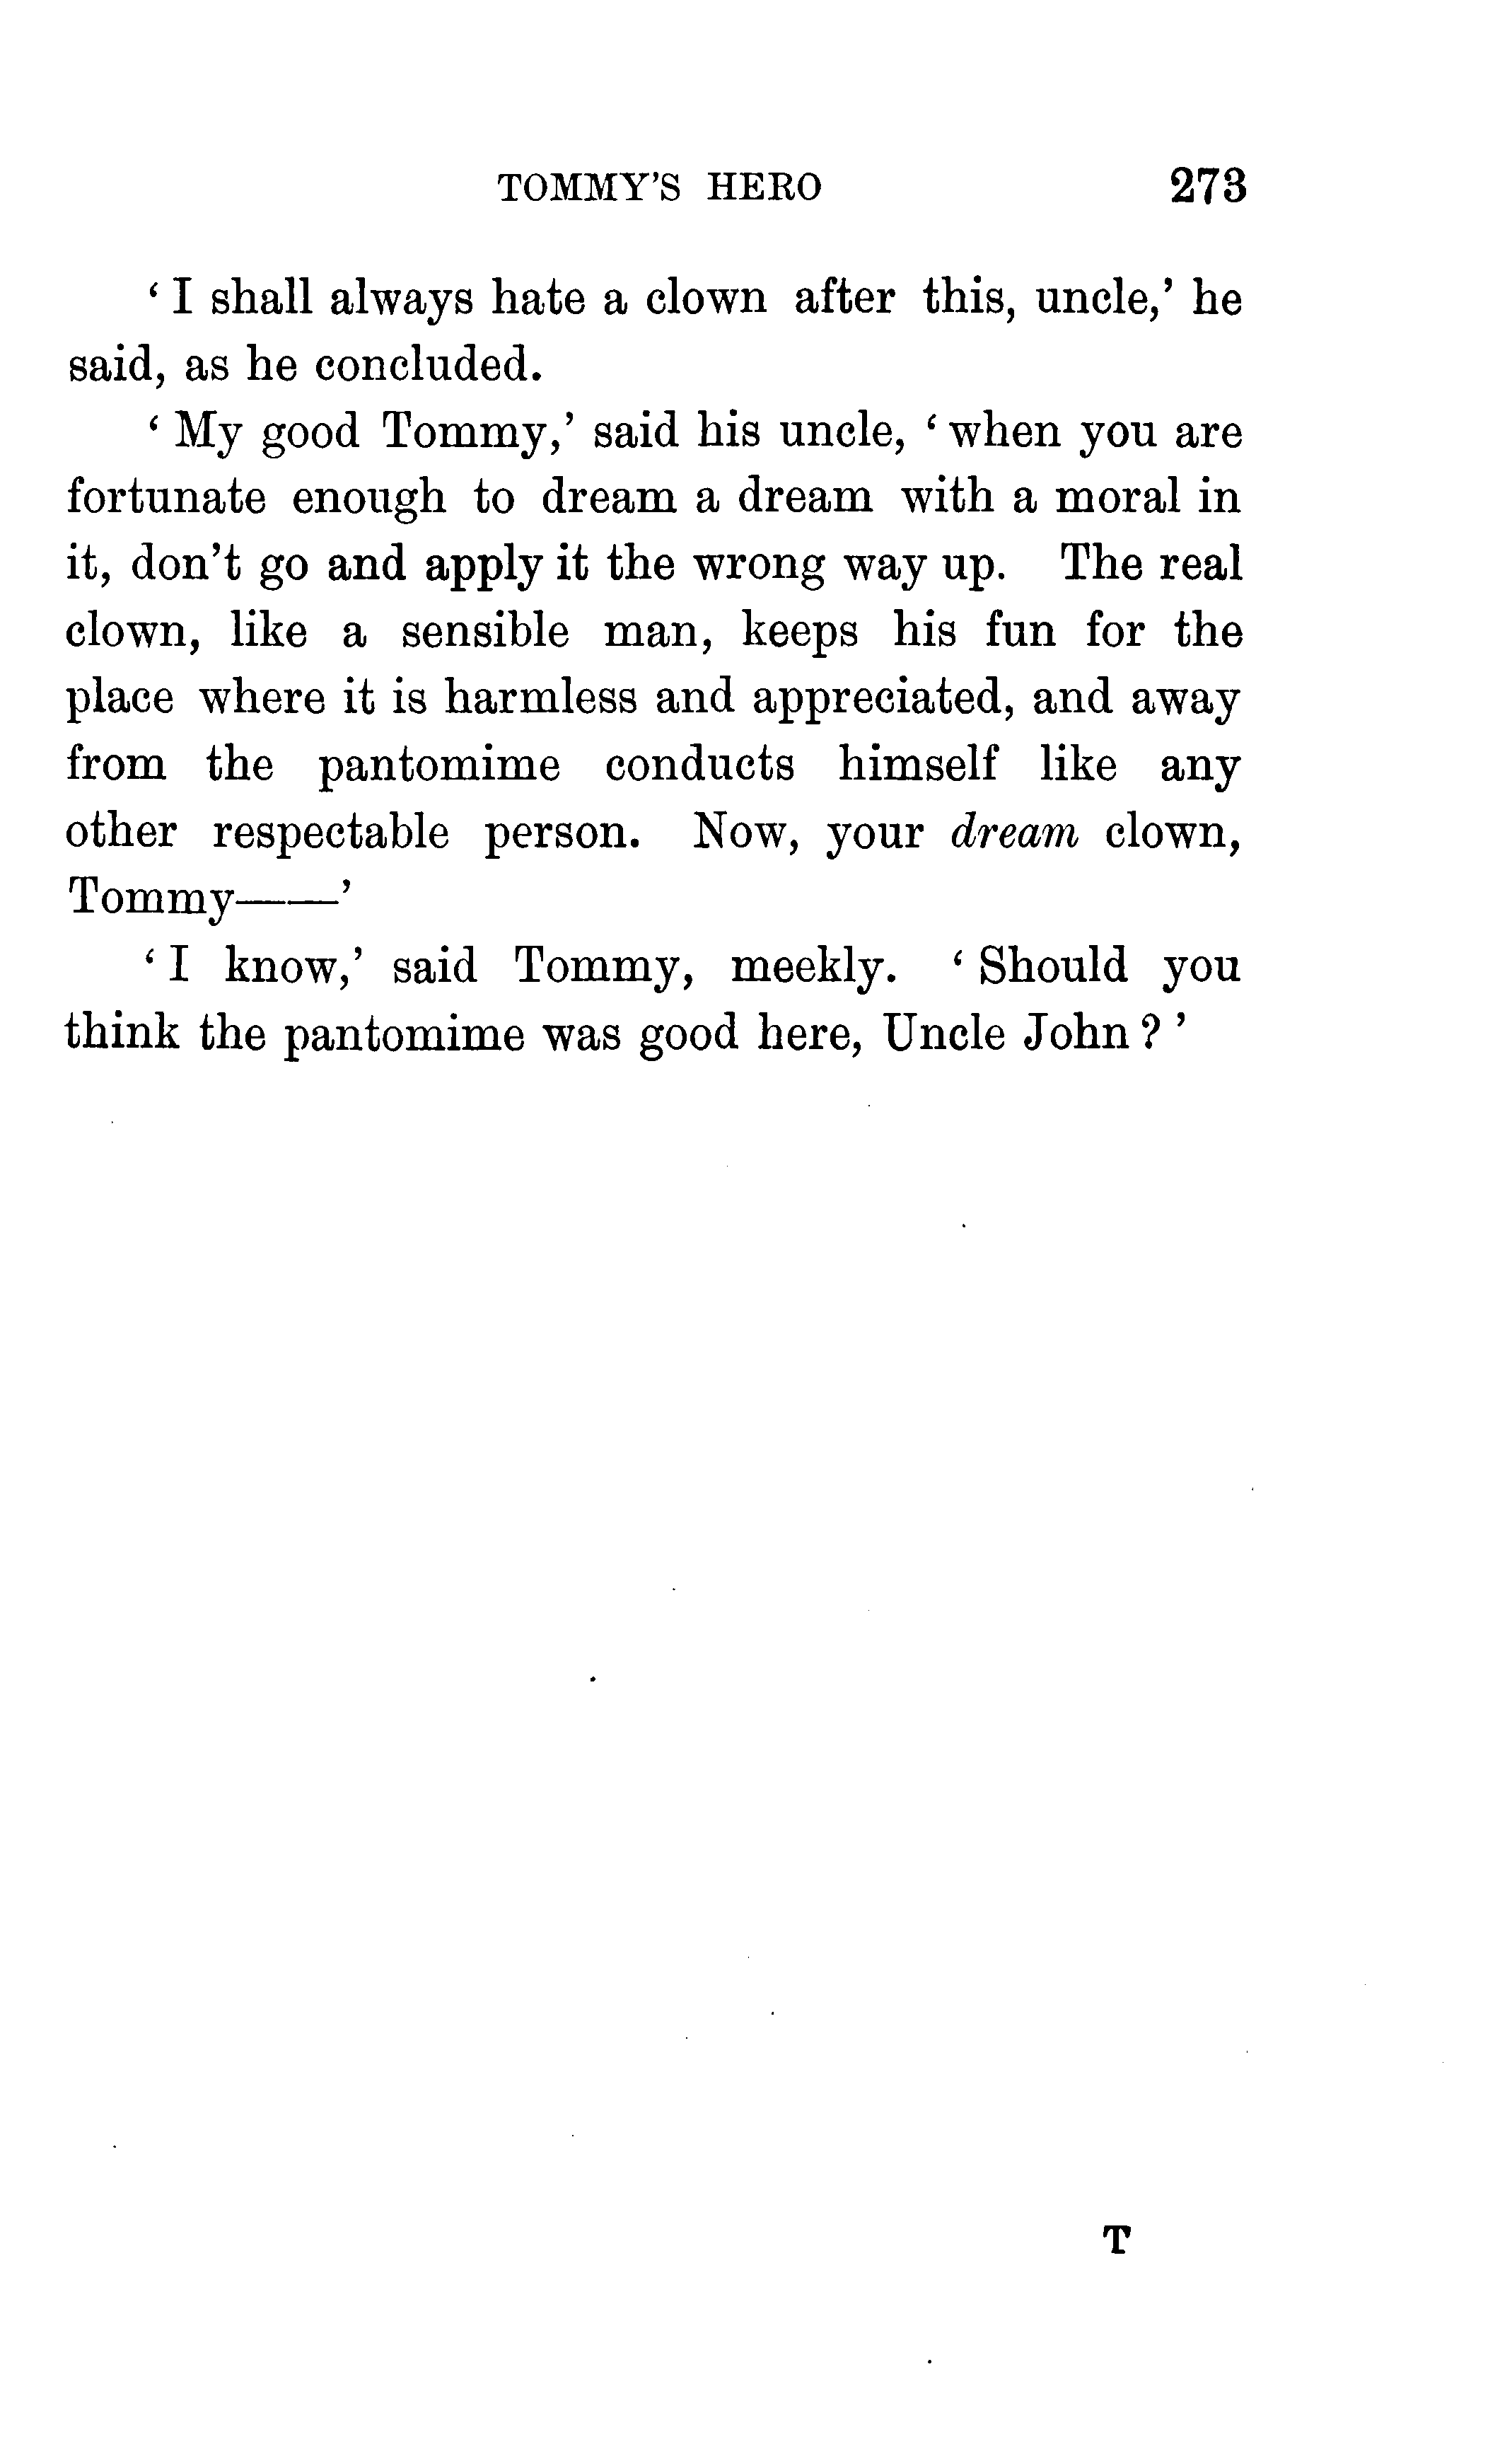 TOMMY'S HERO 273
‘ I shall always hate a clown after this, uncle,’ he
said, as he concluded.
‘ My good Tommy,’ said his uncle, ‘ when you are
fortunate enough to dream a dream with a moral in
it, don't go and apply it the wrong way up. The real
clown, like a sensible man, keeps his fun for the
place where it is harmless and appreciated, and away
from the pantomime conducts himself like any
other respectable person. Now, your dream clown,
Tommy——’
‘ I know,’ said Tommy, meekly. ‘ Should you
think the pantomime was good here, Uncle John ? ’
T